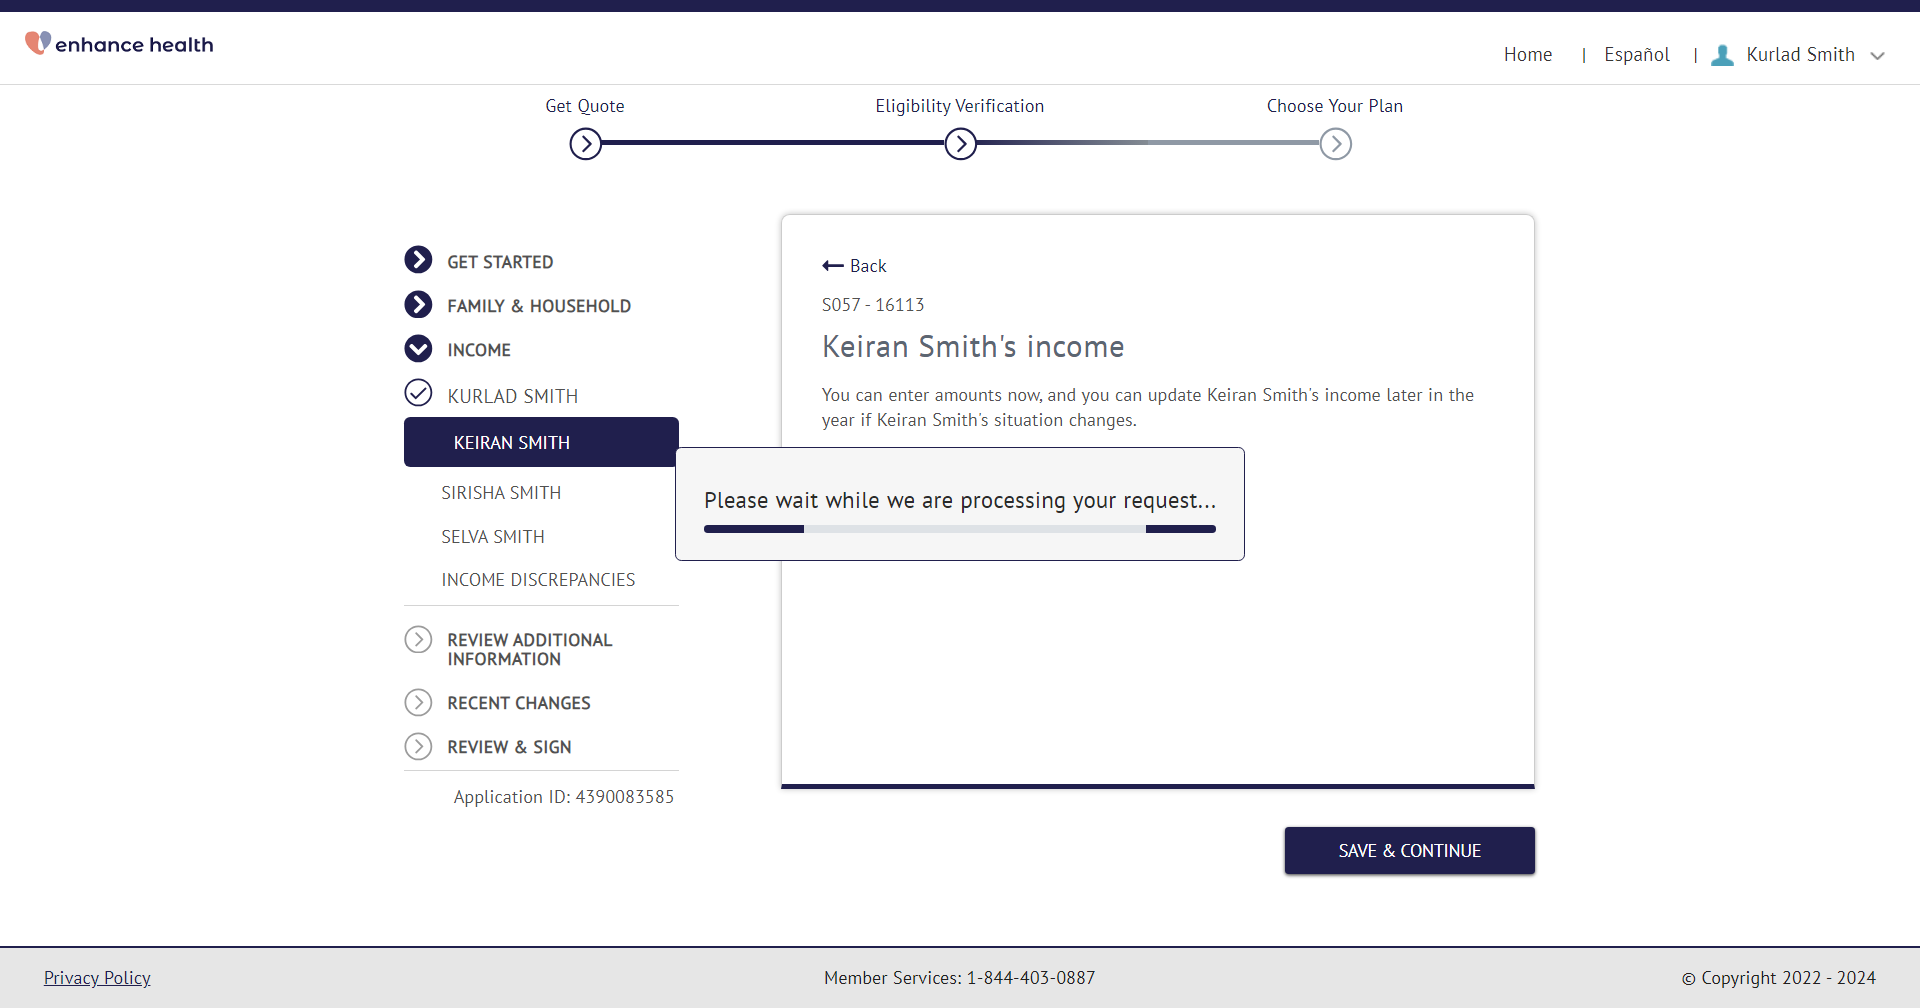 enhance health
Home | Español | Kurlad Smith
Get Quote
Eligibility Verification
Choose Your Plan
GET STARTED
FAMILY & HOUSEHOLD
INCOME
KURLAD SMITH
KEIRAN SMITH
SIRISHA SMITH
SELVA SMITH
INCOME DISCREPANCIES
REVIEW ADDITIONAL
INFORMATION
RECENT CHANGES
REVIEW & SIGN
Application ID: 4390083585
Back
S057 - 16113
Keiran Smith's income
You can enter amounts now, and you can update Keiran Smith's income later in the
year if Keiran Smith's situation changes.
Please wait while we are processing your request...
SAVE & CONTINUE
Privacy Policy
Member Services: 1-844-403-0887
© Copyright 2022 - 2024